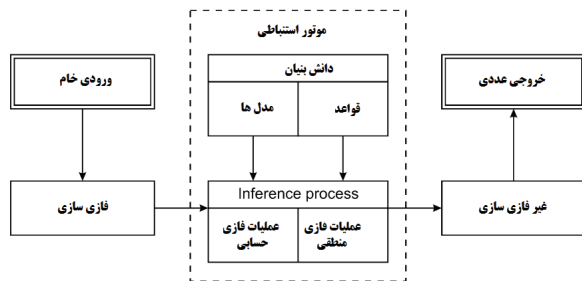 موتور استنباطی
ورودی خام
دانش بنیان
خروجی عددی
مدل ها
قواعد
فازی سازی
Inference process
غیر فازی سازی
عملیات فازی
حسابی
عملیات فازی
منطقی